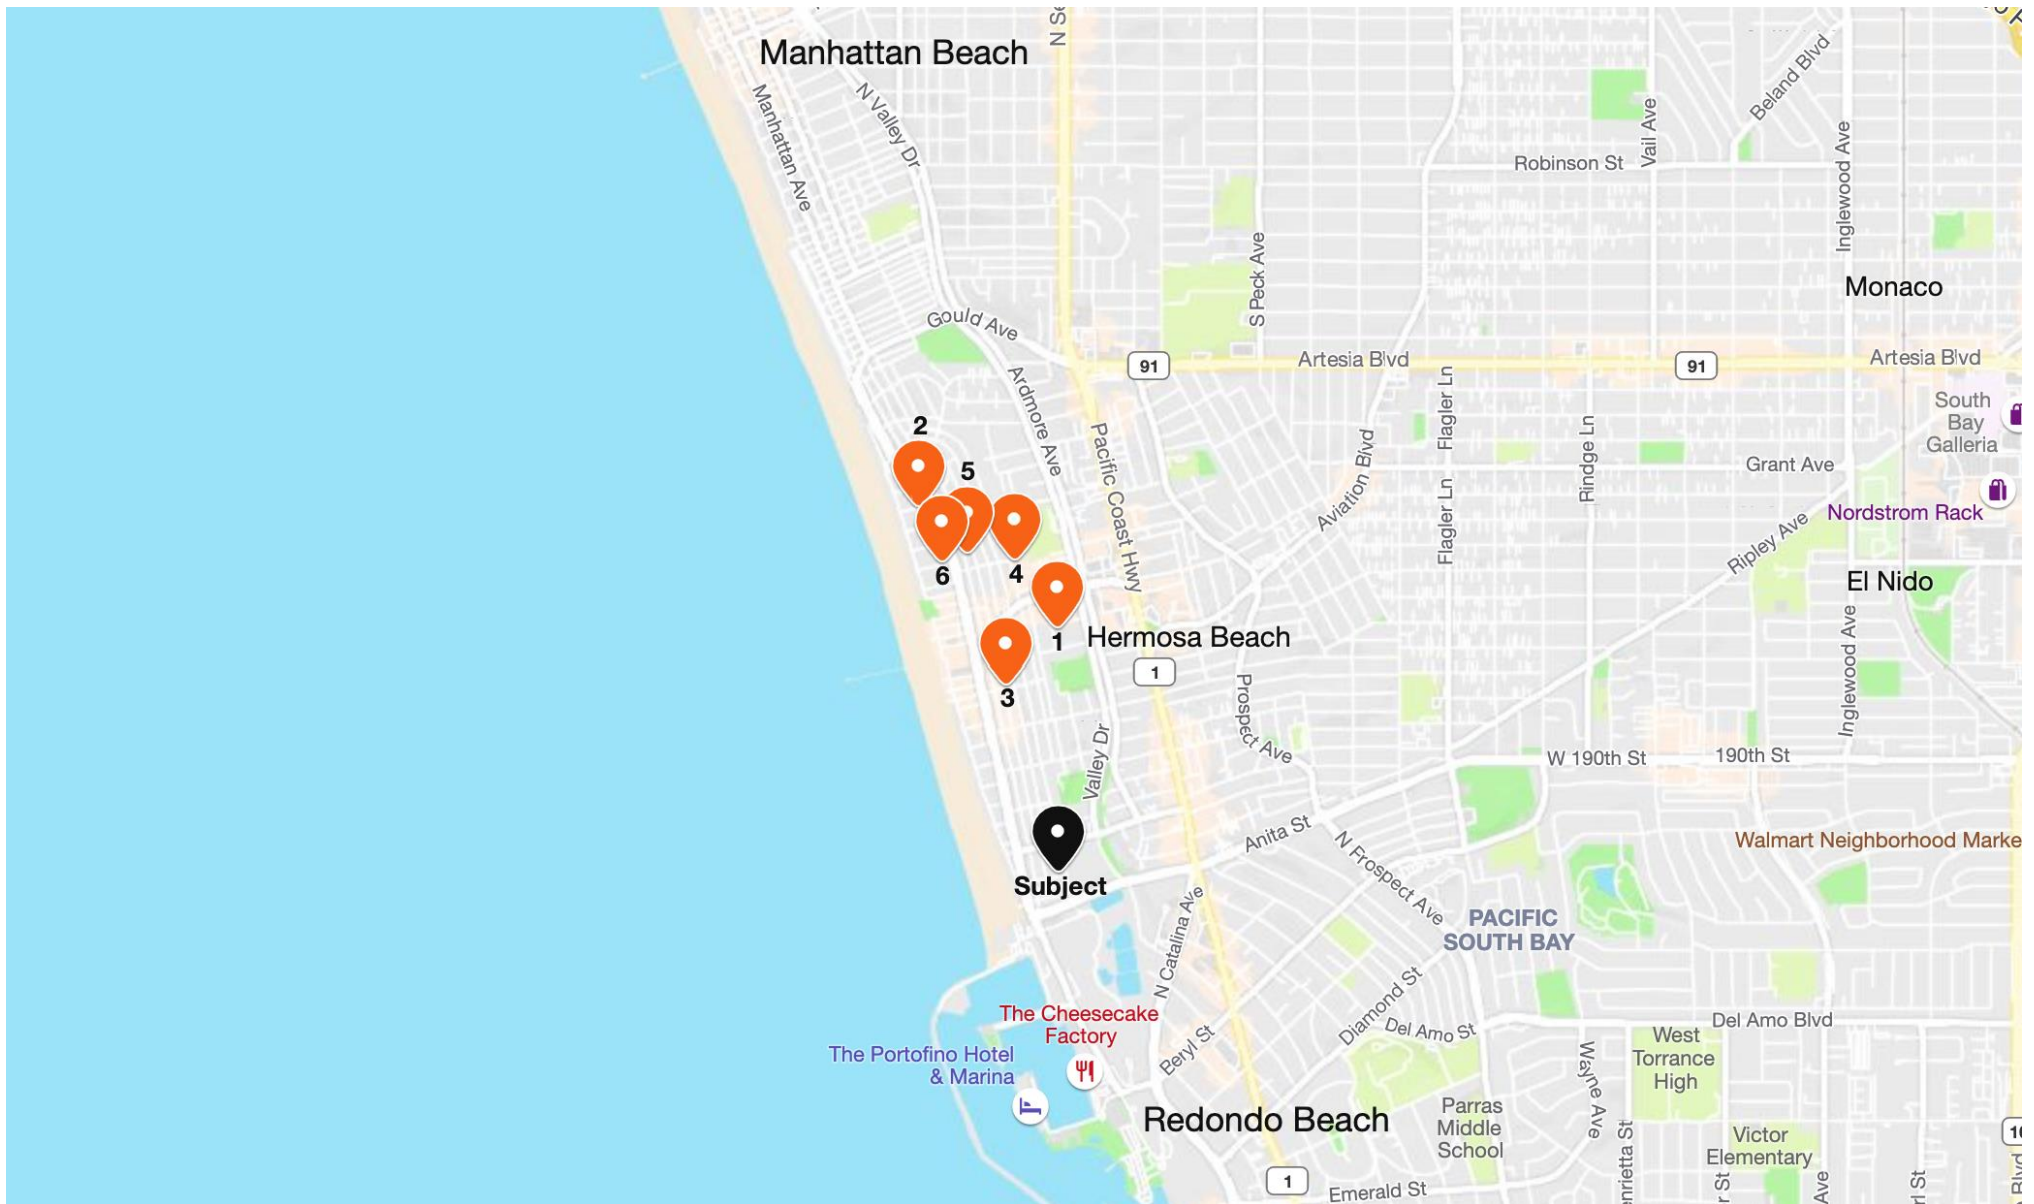 Manhattan Beach
N Valley Dr
Manhattan Ave
Robinson St
Vail Ave
Beland Blvd
Inglewood Ave
S Peck Ave
Monaco
Gould Ave
91
Artesia Blvd
91
Artesia Blvd
Ardmore Ave
Flagler Ln
South
Bay
Galleria
2
Pacific Coast Hwy
Aviation Blvd
Rindge Ln
Grant Ave
5
Flagler Ln
Nordstrom Rack
Ripley Ave
6
4
El Nido
1
Hermosa Beach
1
Inglewood Ave
3
Prospect Ave
Valley Dr
W 190th St
190th St
Anita St
Walmart Neighborhood Marke
Subject
N Frospect Ave
PACIFIC
SOUTH BAY
N Catalina Ave
The Cheesecake
Factory
Diamond St
Del Amo St
Del Amo Blvd
Beryl St
The Portofino Hotel
& Marina
West
Torrance
High
Wayne Ave
Redondo Beach
Parras
Middle
School
Victor
Elementary
1
Emerald St